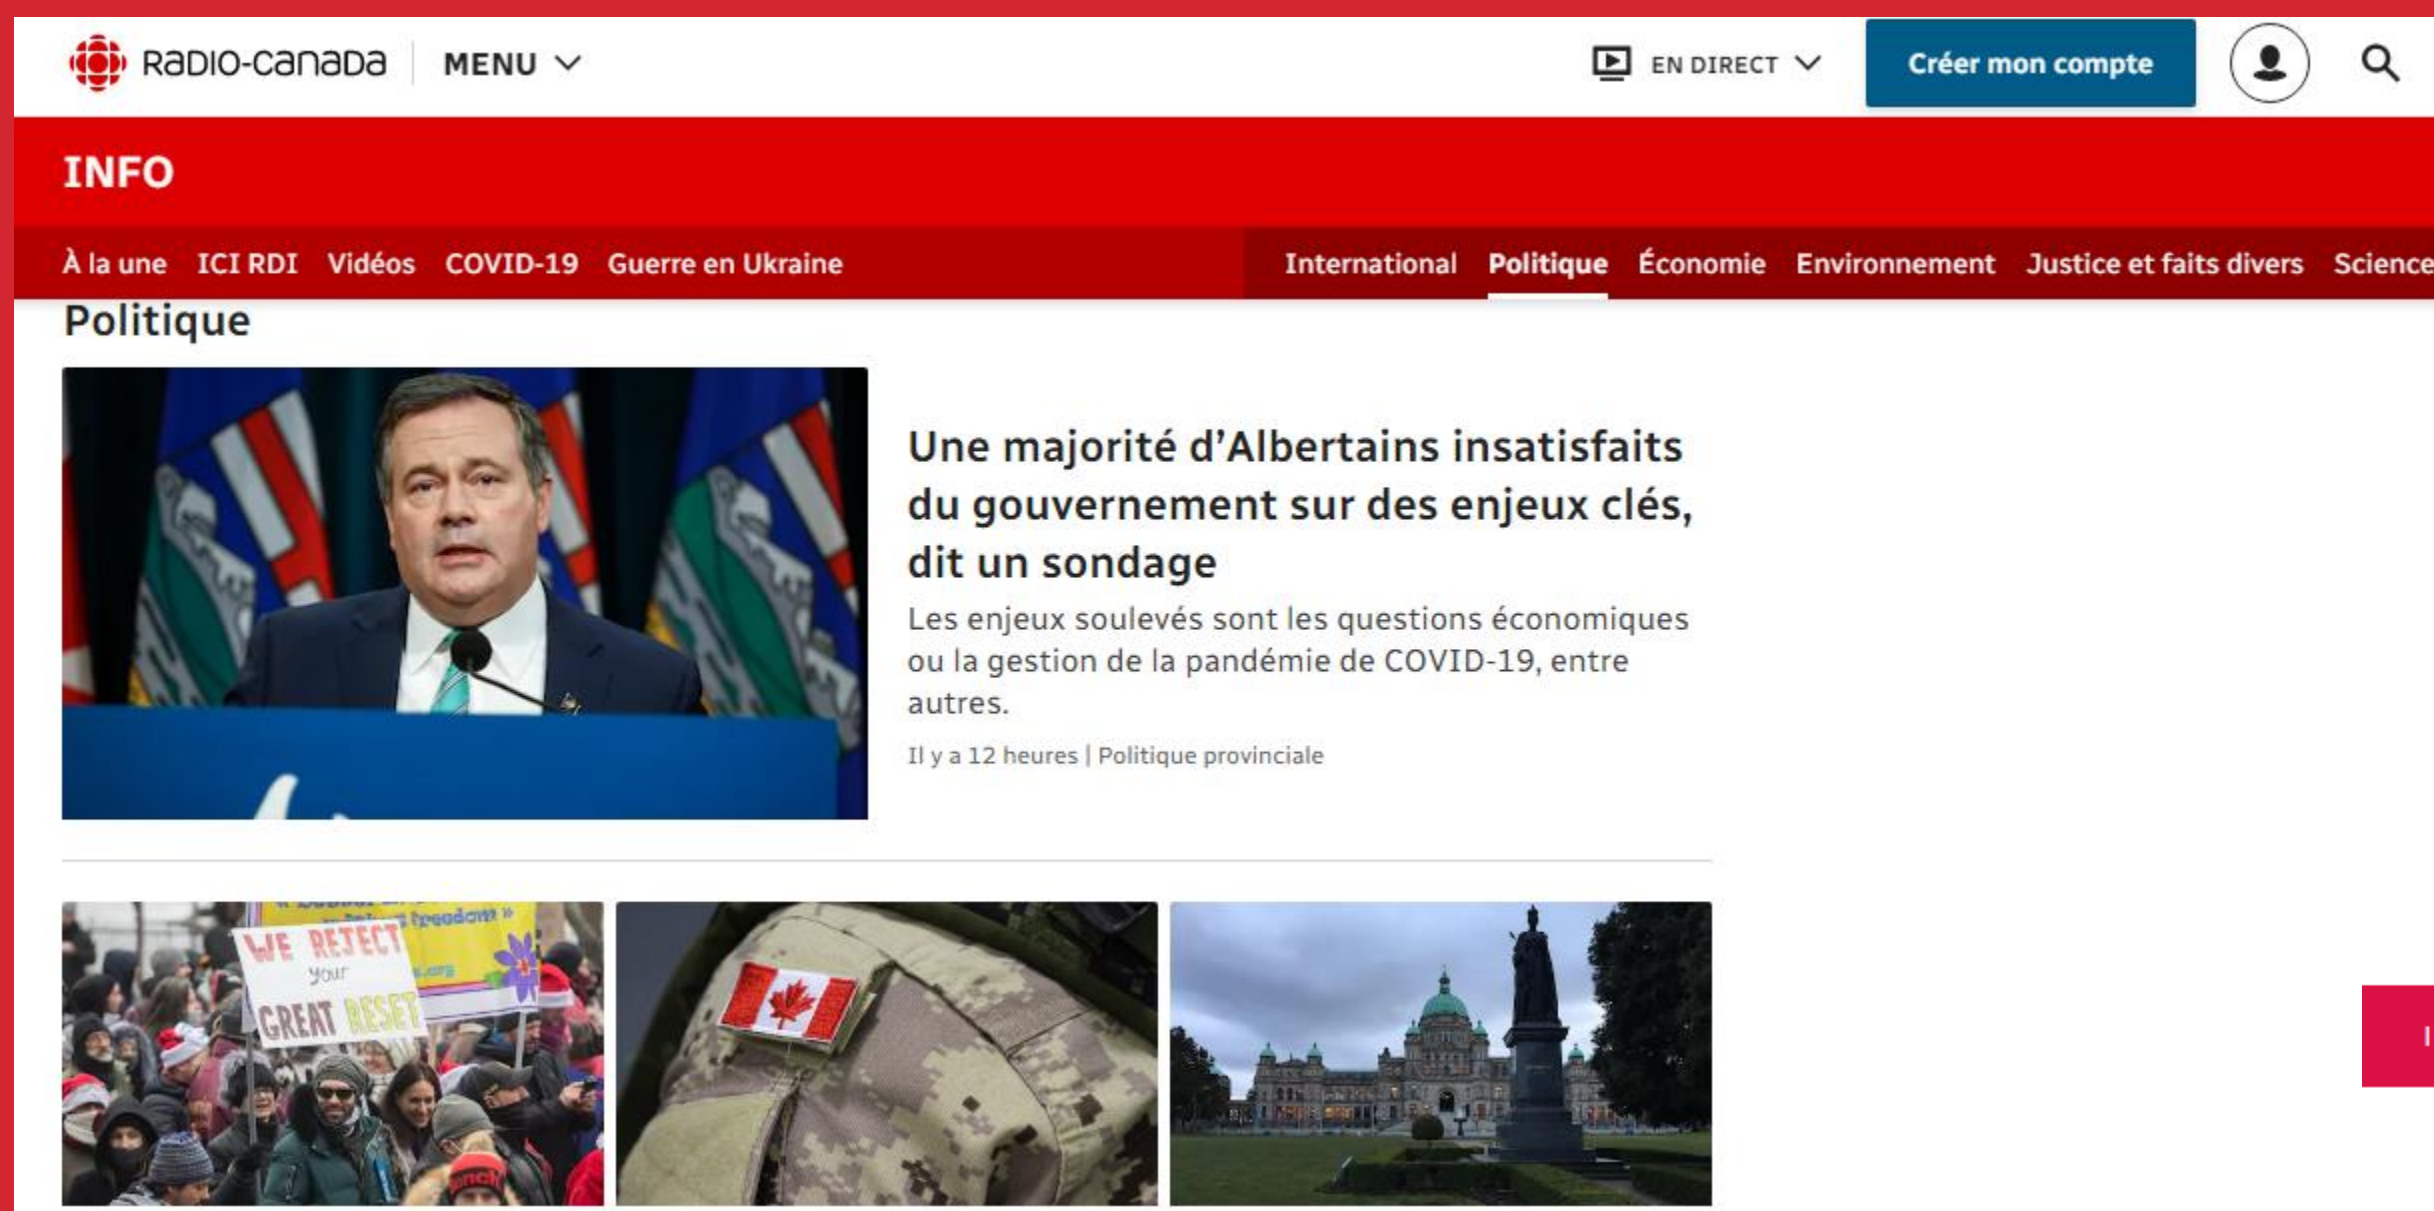 RADIO-CANADA
MENU
EN DIRECT
Créer mon compte
INFO
À la une ICI RDI Vidéos COVID-19 Guerre en Ukraine
International Politique Économie Environnement Justice et faits divers Science
Politique
Une majorité d’Albertains insatisfaits
du gouvernement sur des enjeux clés,
dit un sondage
Les enjeux soulevés sont les questions économiques
ou la gestion de la pandémie de COVID-19, entre
autres.
Il y a 12 heures | Politique provinciale
freedom »
WE REJECT
your
GREAT RESET